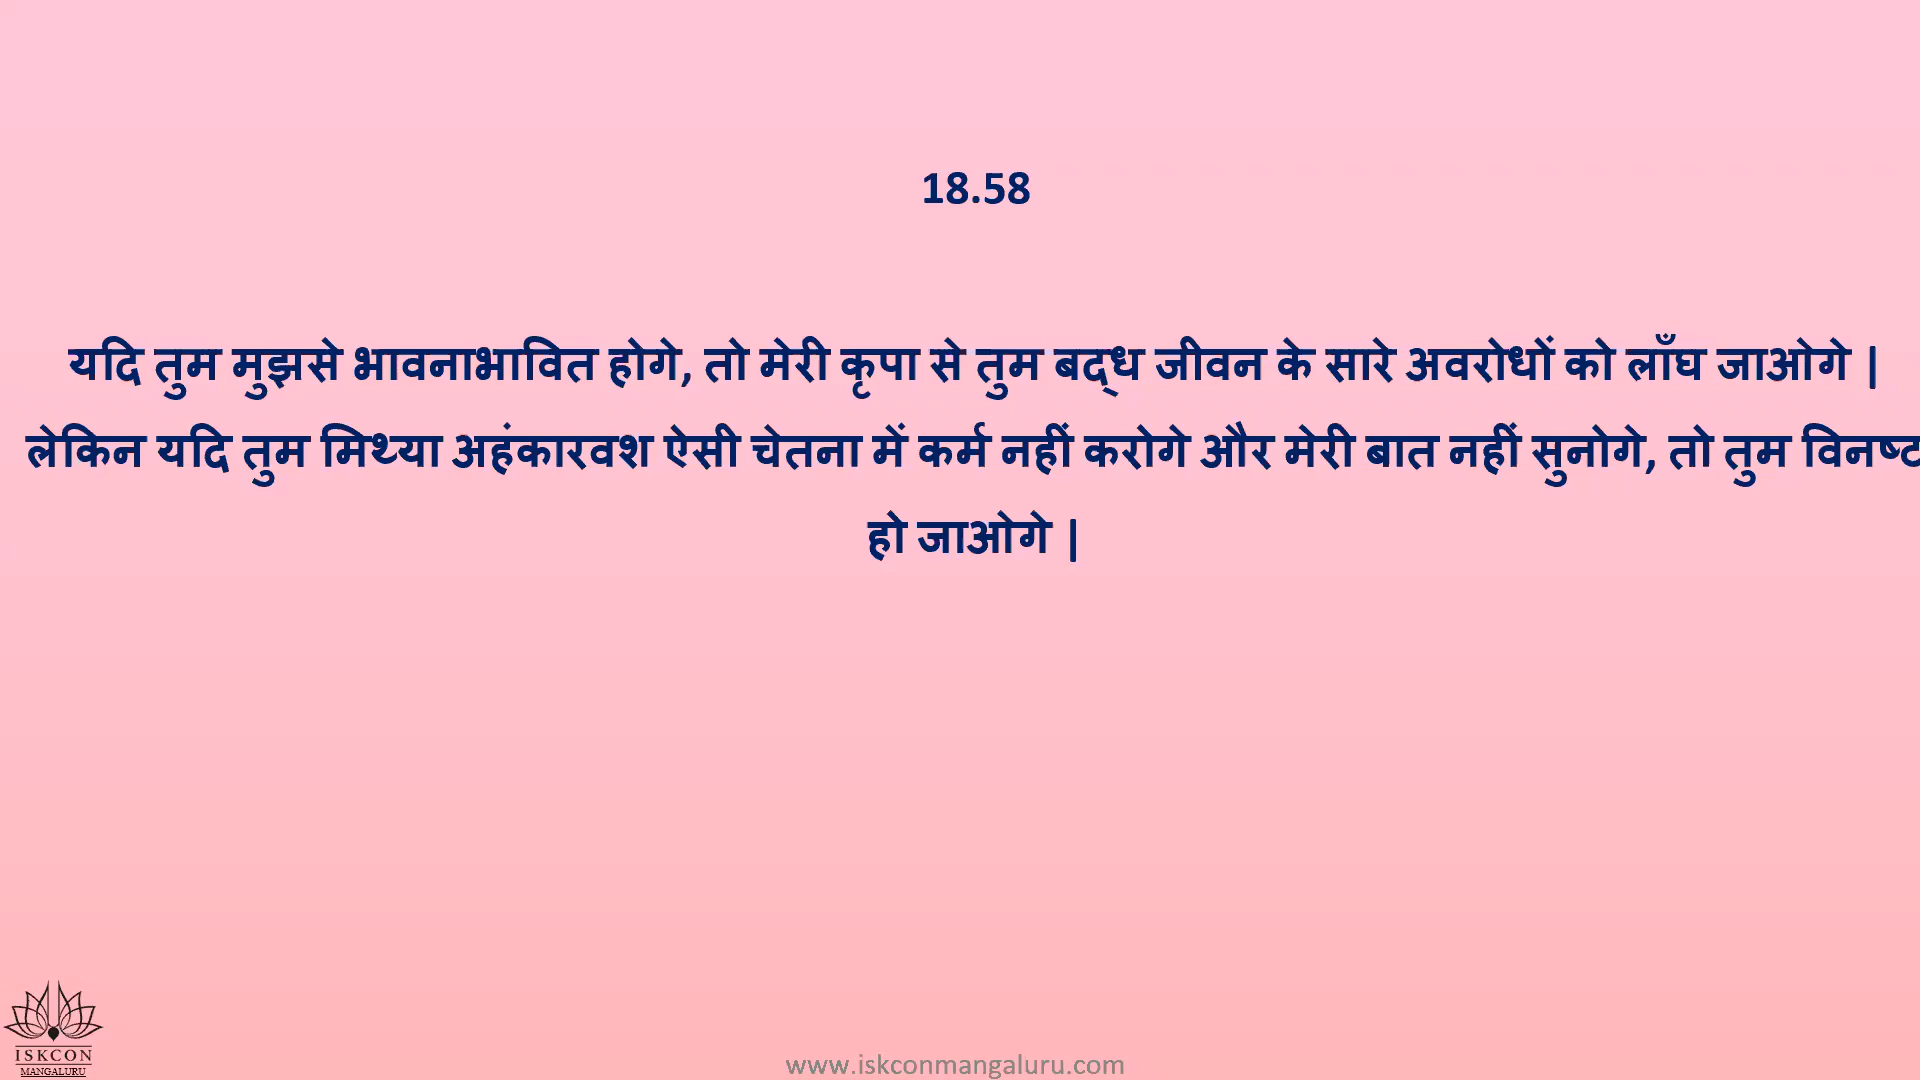 18.58
यदि तुम मुझसे भावनाभावित होगे, तो मेरी कृपा से तुम बद्ध जीवन के सारे अवरोधों को लाँघ जाओगे |
लेकिन यदि तुम मिथ्या अहंकारवश ऐसी चेतना में कर्म नहीं करोगे और मेरी बात नहीं सुनोगे, तो तुम विनष्ट
हो जाओगे |
ISKCON
MANGALURU
www.iskconmangaluru.com